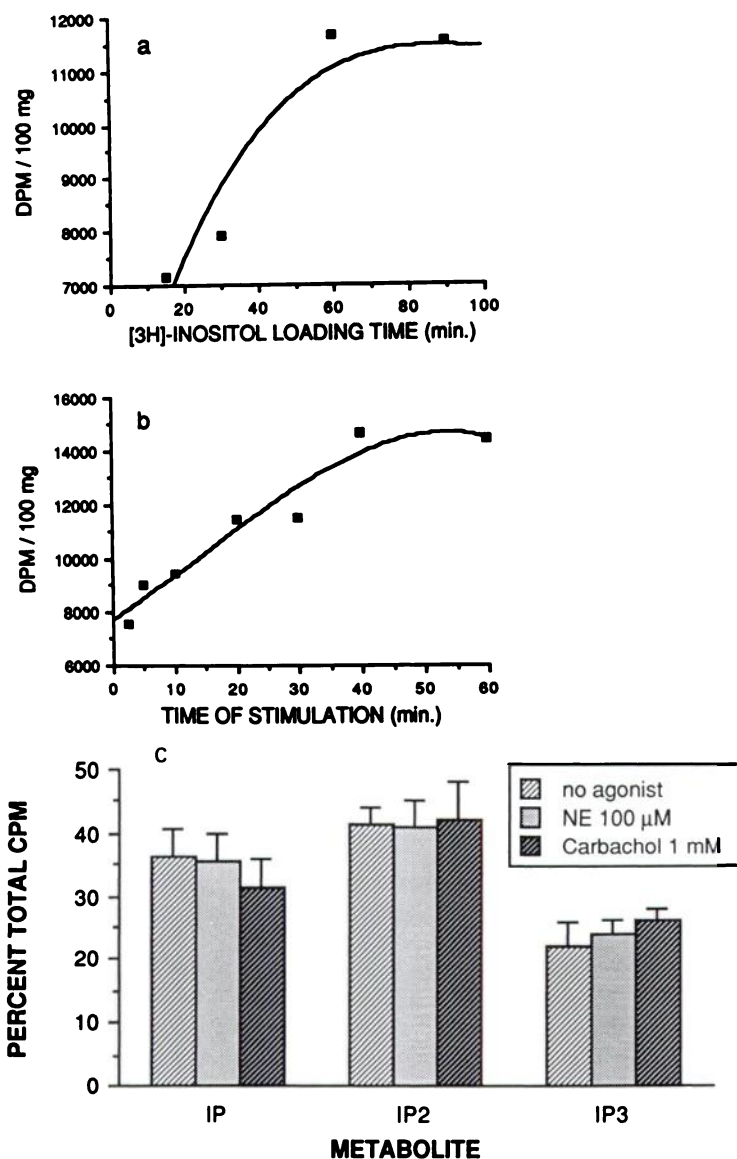 a
DPM / 100 mg
12000
11000
10000
9000
8000
7000
0 20 40 60 80 100
[3H]-INOSITOL LOADING TIME (min.)
b
DPM / 100 mg
16000
14000
12000
10000
8000
6000
0 10 20 30 40 50 60
TIME OF STIMULATION (min.)
c
PERCENT TOTAL CPM
50
40
30
20
10
0
no agonist
NE 100 µM
Carbachol 1 mM
IP IP2 IP3
METABOLITE